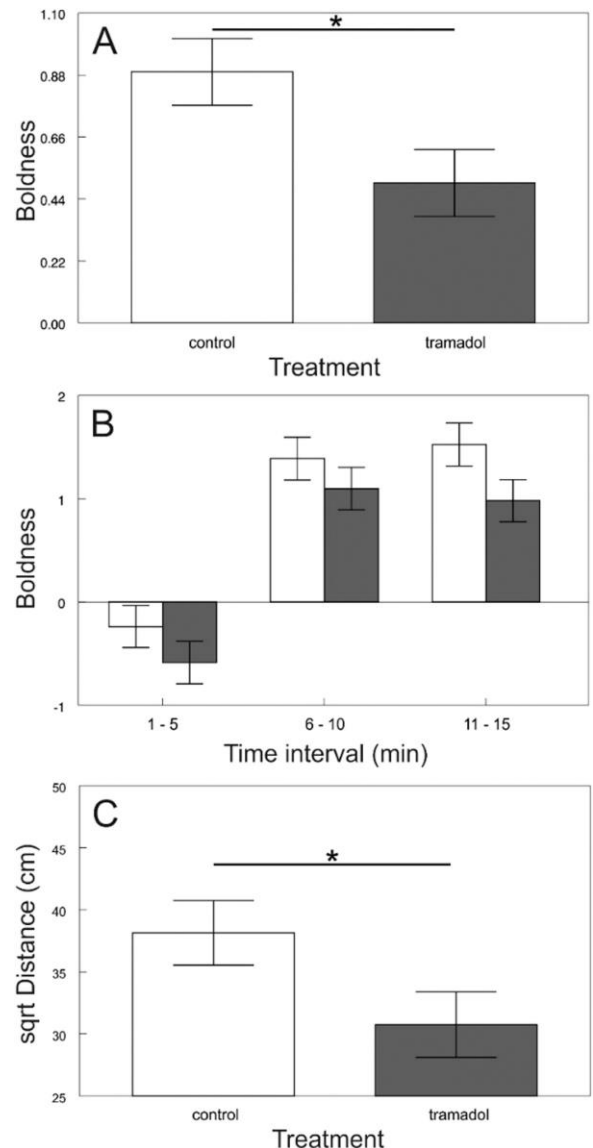 A
*
Boldness
1.10
0.88
0.66
0.44
0.22
0.00
control tramadol
Treatment
B
Boldness
2
1
0
-1
1 - 5 6 - 10 11 - 15
Time interval (min)
C
*
sqrt Distance (cm)
50
45
40
35
30
25
control tramadol
Treatment